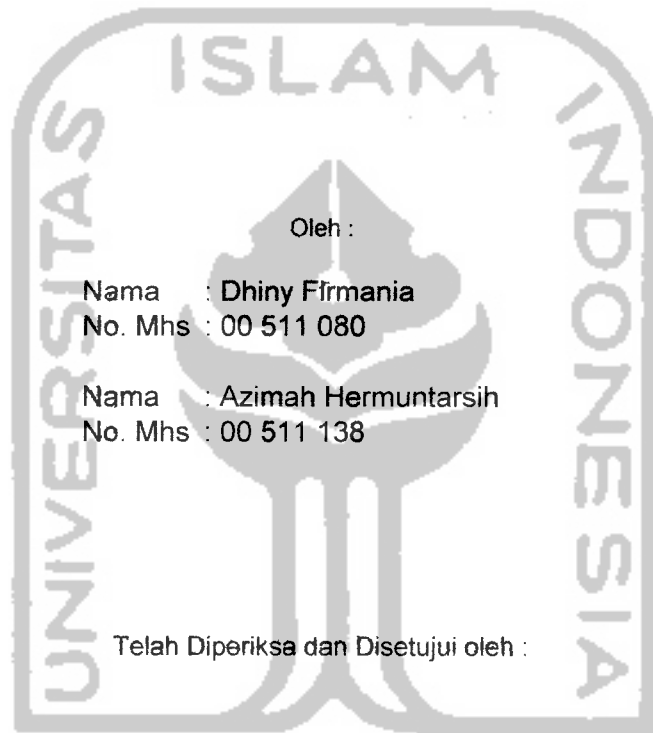 UNIVERSITAS ISLAM INDONESIA
Oleh :
Nama : Dhiny Firmania
No. Mhs : 00 511 080
Nama : Azimah Hermuntarsih
No. Mhs : 00 511 138
Telah Diperiksa dan Disetujui oleh :